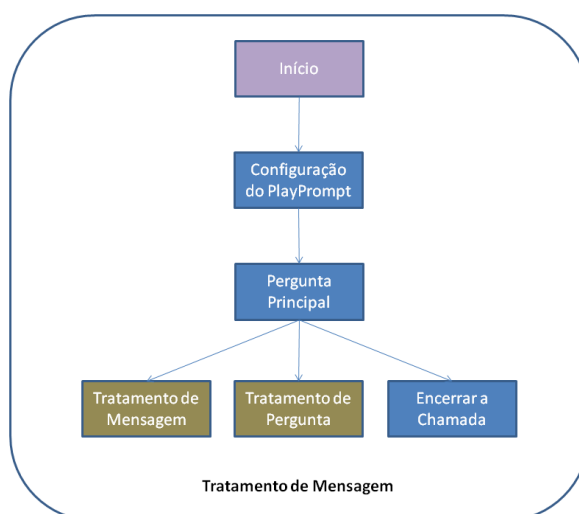 Início
Configuração
do PlayPrompt
Pergunta
Principal
Tratamento de
Mensagem
Tratamento de
Pergunta
Encerrar a
Chamada
Tratamento de Mensagem